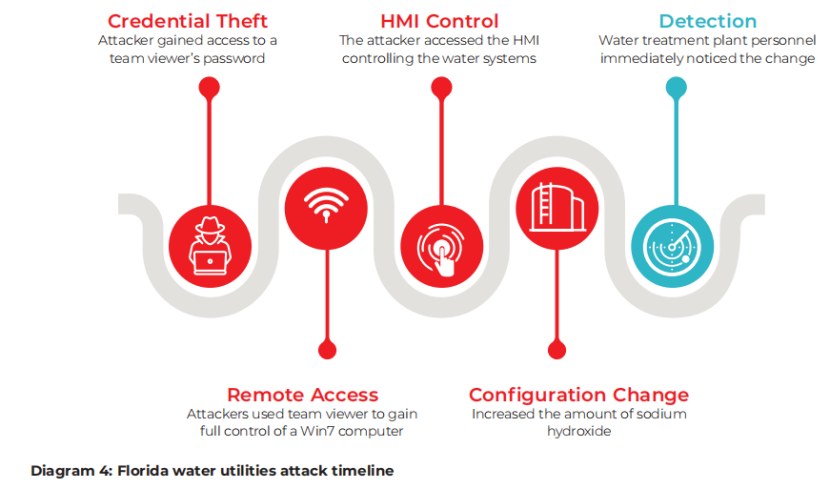 Credential Theft
Attacker gained access to a
team viewer's password
HMI Control
The attacker accessed the HMI
controlling the water systems
Detection
Water treatment plant personnel
immediately noticed the change
Remote Access
Attackers used team viewer to gain
full control of a Win7 computer
Configuration Change
Increased the amount of sodium
hydroxide
Diagram 4: Florida water utilities attack timeline